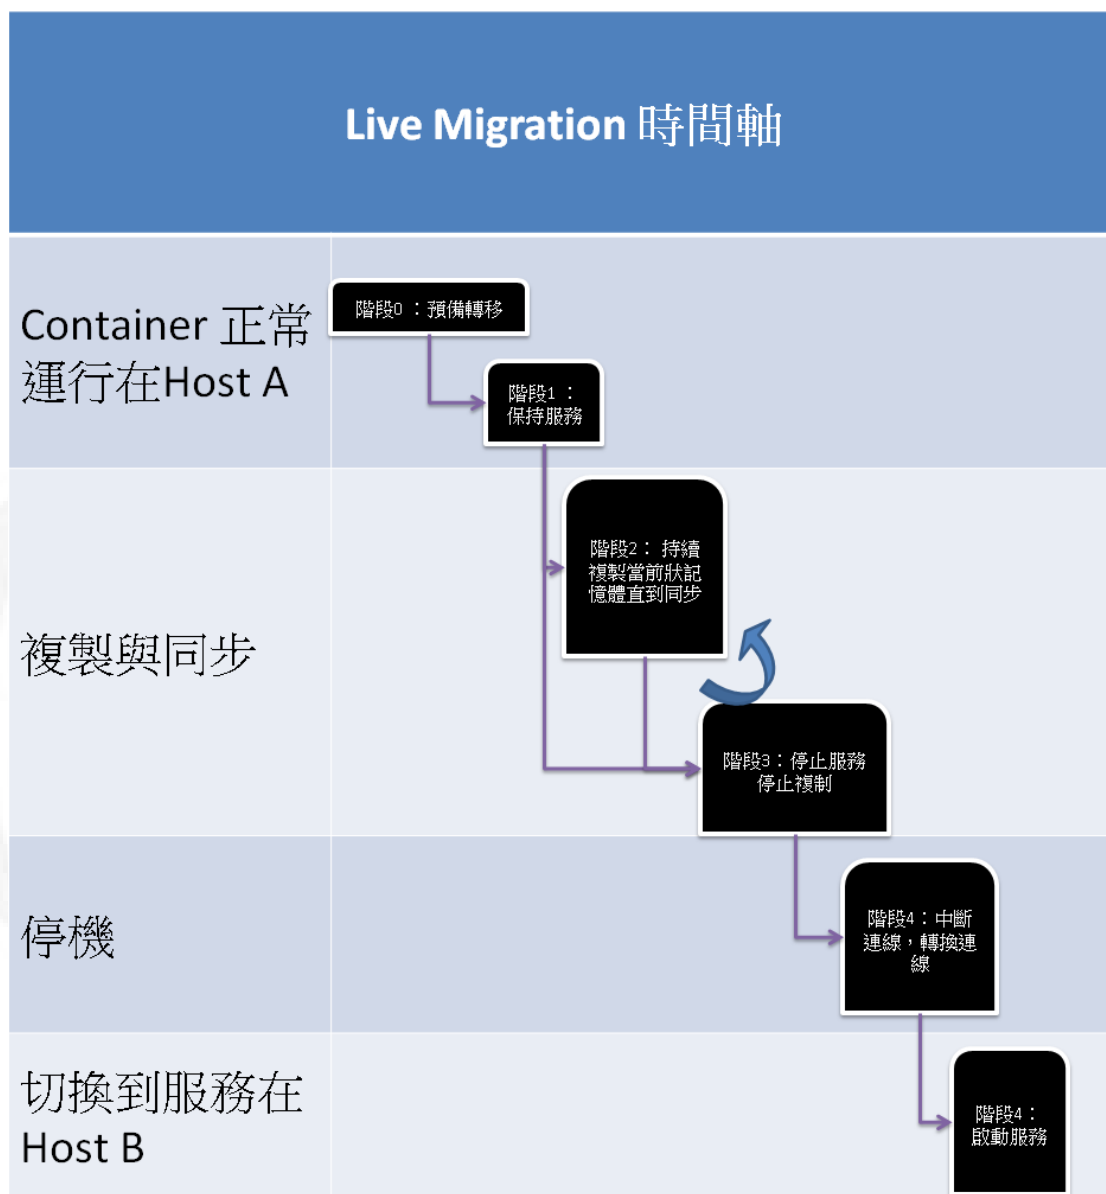 Live Migration 時間軸
Container 正常
運行在Host A
階段0 ：預備轉移
階段1 ：
保持服務
複製與同步
階段2： 持續
複製當前狀記
憶體直到同步
階段3：停止服務
停止複制
停機
階段4：中斷
連線，轉換連
線
切換到服務在
Host B
階段4：
啟動服務